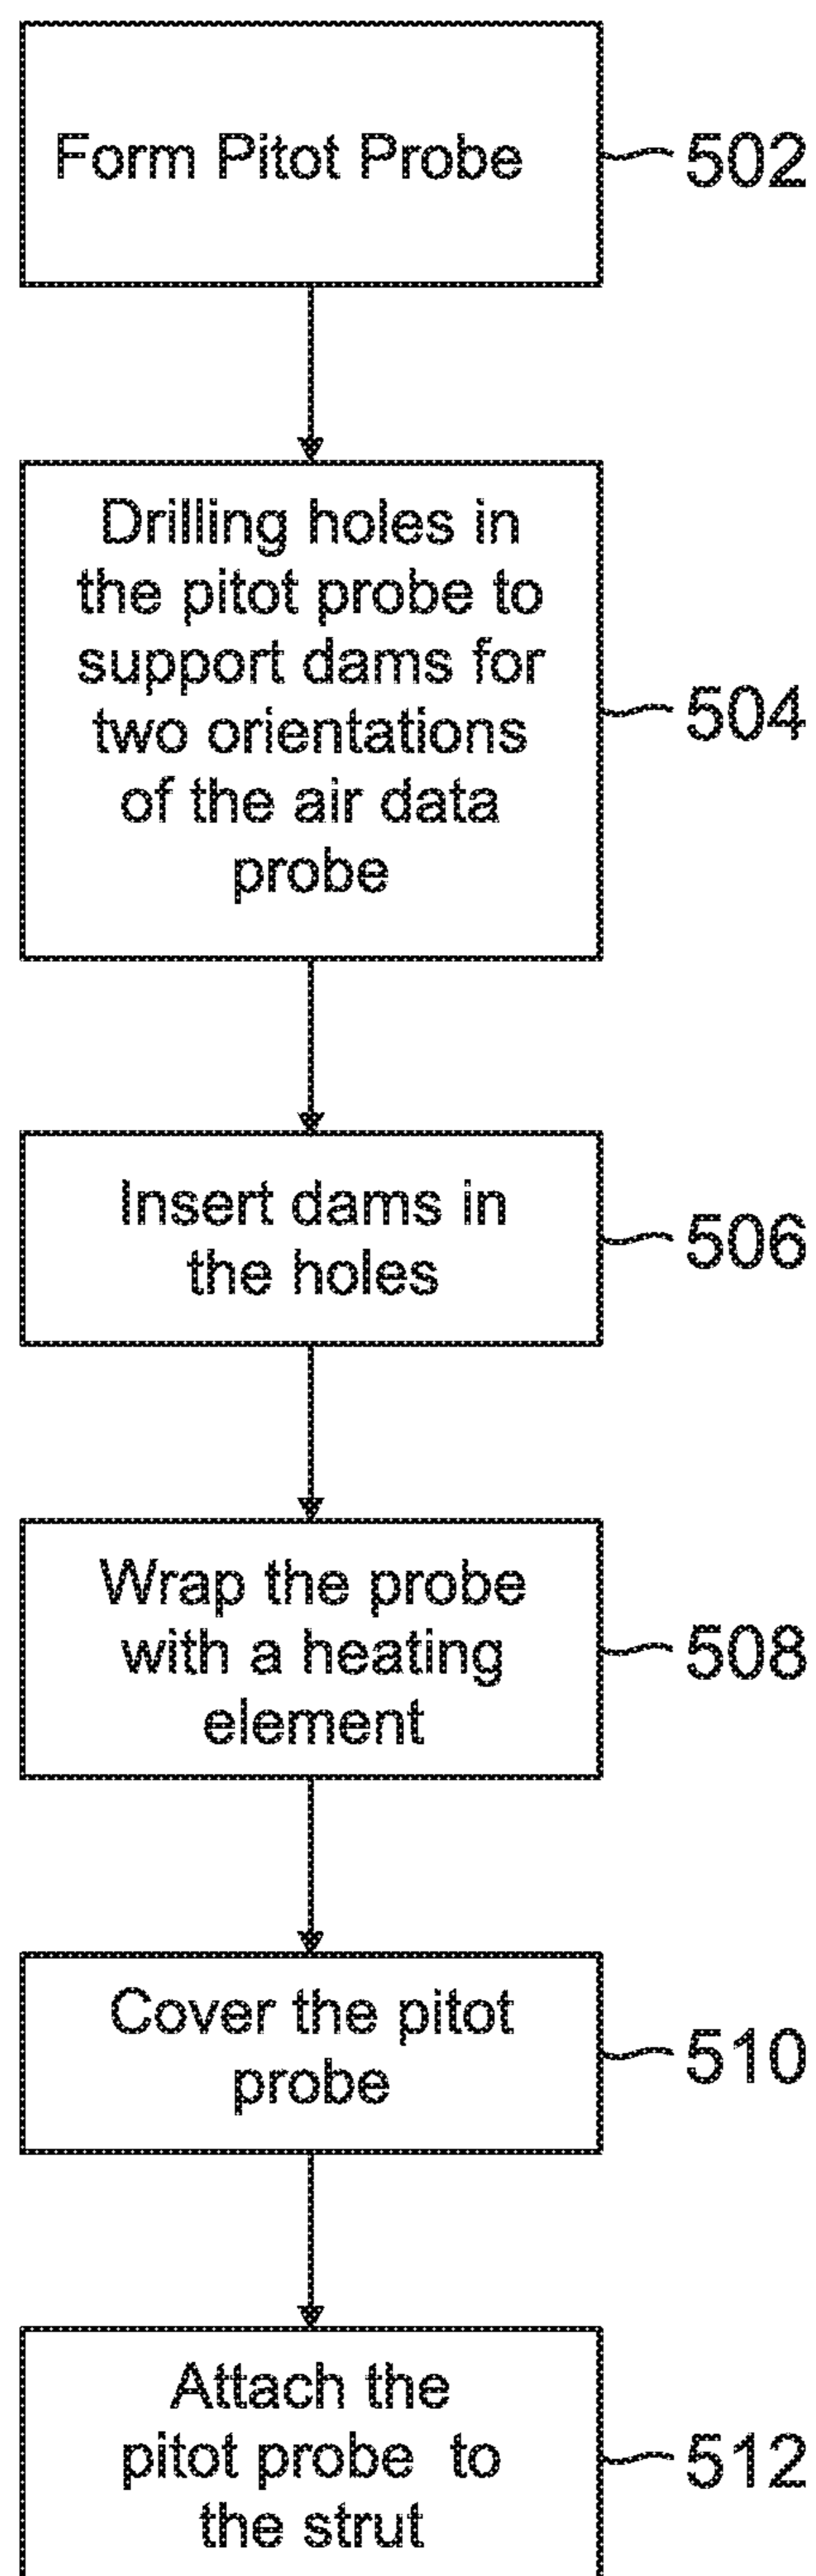 Form Pitot Probe
502
Drilling holes in
the pitot probe to
support dams for
two orientations
of the air data
probe
504
Insert dams in
the holes
506
Wrap the probe
with a heating
element
508
Cover the pitot
probe
510
Attach the
pitot probe to
the strut
512